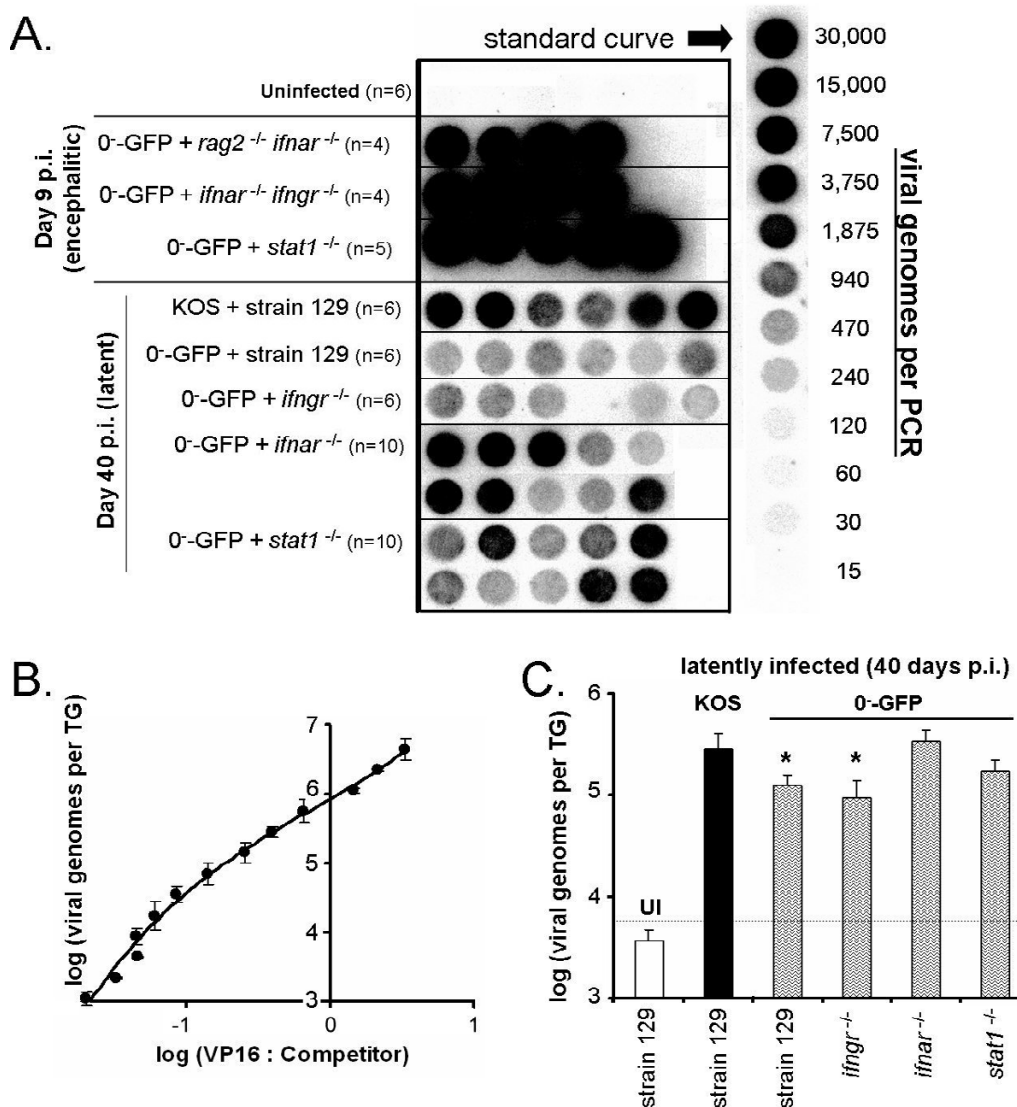 A.
standard curve
30,000
15,000
7,500
3,750
1,875
940
470
240
120
60
30
15
viral genomes per PCR
Uninfected (n=6)
Day 9 p.i.
(encephalitic)
0⁻-GFP + rag2 -/- ifnar -/- (n=4)
0⁻-GFP + ifnar -/- ifngr -/- (n=4)
0⁻-GFP + stat1 -/- (n=5)
Day 40 p.i. (latent)
KOS + strain 129 (n=6)
0⁻-GFP + strain 129 (n=6)
0⁻-GFP + ifngr -/- (n=6)
0⁻-GFP + ifnar -/- (n=10)
0⁻-GFP + stat1 -/- (n=10)
B.
log (viral genomes per TG)
7
6
5
4
3
-1
0
1
log (VP16 : Competitor)
C.
latently infected (40 days p.i.)
KOS
0⁻-GFP
log (viral genomes per TG)
6
5
4
3
UI
*
*
strain 129
strain 129
strain 129
ifngr -/-
ifnar -/-
stat1 -/-